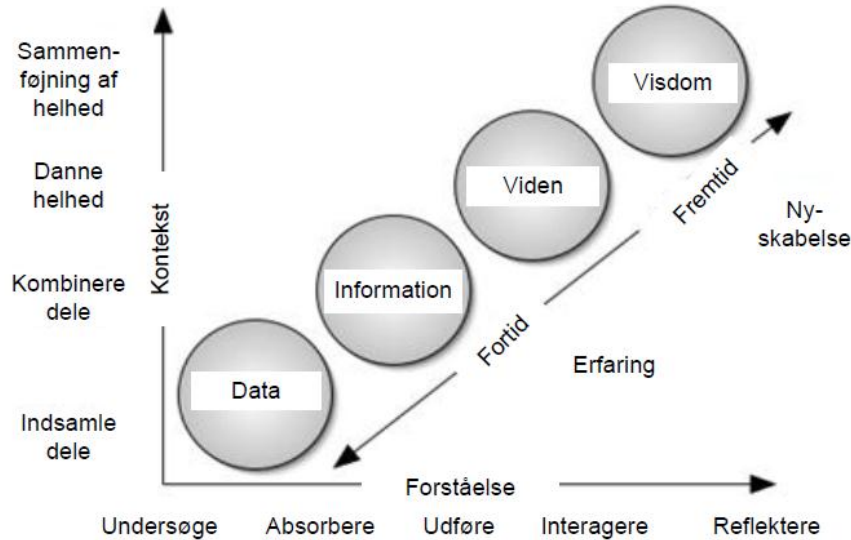 Sammen-
føjning af
helhed
Visdom
Danne
helhed
Viden
Fremtid
Ny-
skabelse
Kontekst
Kombinere
dele
Information
Fortid
Erfaring
Data
Indsamle
dele
Forståelse
Undersøge Absorbere Udføre Interagere Reflektere